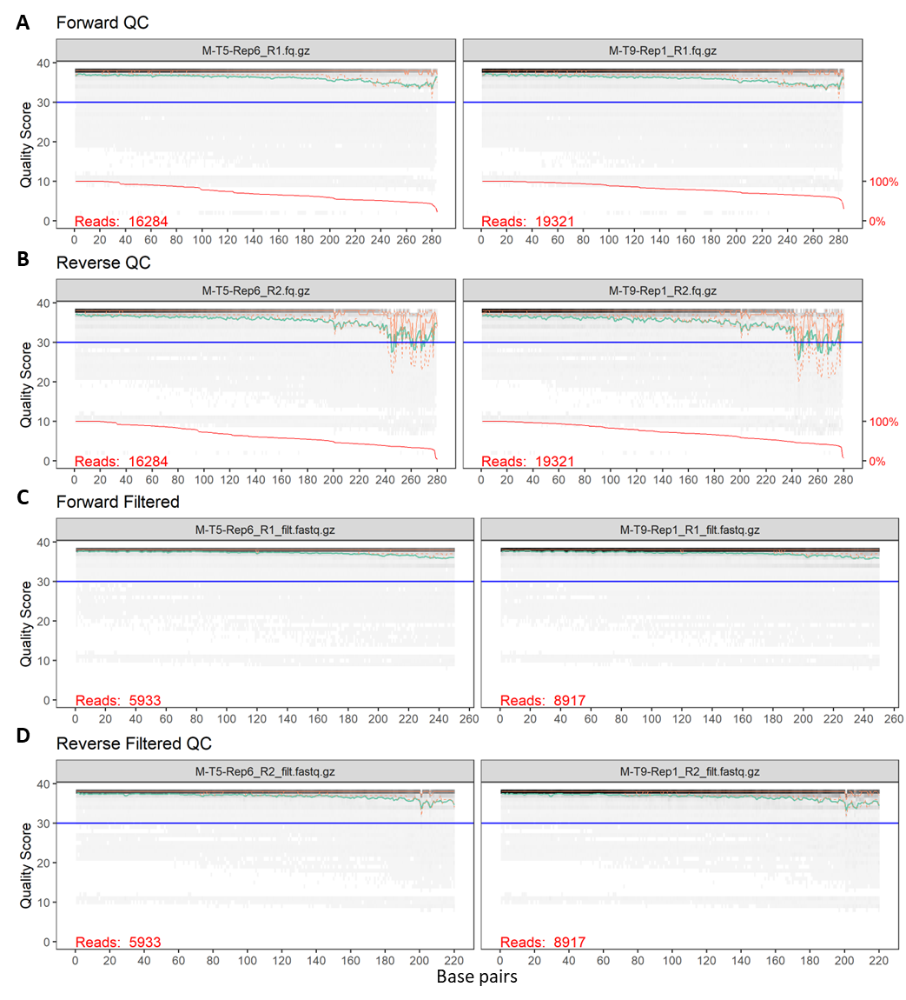 A Forward QC
M-T5-Rep6_R1.fq.gz M-T9-Rep1_R1.fq.gz
Quality Score
40
30
20
10
0
Reads: 16284 Reads: 19321
100%
0%
0 20 40 60 80 100 120 140 160 180 200 220 240 260 280 0 20 40 60 80 100 120 140 160 180 200 220 240 260 280
B Reverse QC
M-T5-Rep6_R2.fq.gz M-T9-Rep1_R2.fq.gz
Quality Score
40
30
20
10
0
Reads: 16284 Reads: 19321
100%
0%
0 20 40 60 80 100 120 140 160 180 200 220 240 260 280 0 20 40 60 80 100 120 140 160 180 200 220 240 260 280
C Forward Filtered
M-T5-Rep6_R1_filt.fastq.gz M-T9-Rep1_R1_filt.fastq.gz
Quality Score
40
30
20
10
0
Reads: 5933 Reads: 8917
0 20 40 60 80 100 120 140 160 180 200 220 240 260 0 20 40 60 80 100 120 140 160 180 200 220 240 260
D Reverse Filtered QC
M-T5-Rep6_R2_filt.fastq.gz M-T9-Rep1_R2_filt.fastq.gz
Quality Score
40
30
20
10
0
Reads: 5933 Reads: 8917
0 20 40 60 80 100 120 140 160 180 200 220 0 20 40 60 80 100 120 140 160 180 200 220
Base pairs